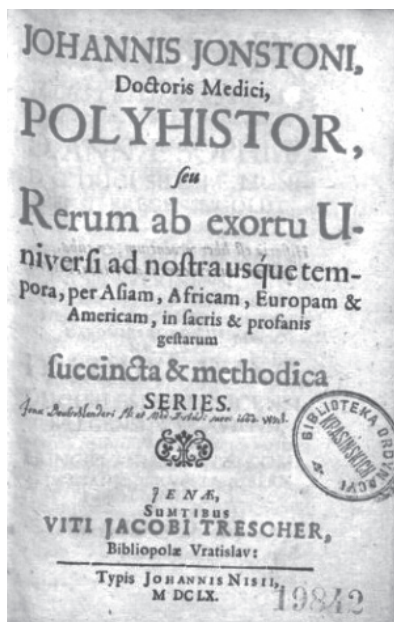 JOHANNIS JONSTONI,
Doctoris Medici,
POLYHISTOR,
ſeu
Rerum ab exortu U-
niverſi ad noſtra usque tem-
pora, per Aſiam, Africam, Europam &
Americam, in ſacris & profanis
geſtarum
ſuccincta & methodica
SERIES.
BIBLIOTEKA ORDYNACYI
KRASIŃSKICH
JENÆ,
SUMTIBUS
VITI JACOBI TRESCHER,
Bibliopolæ Vratislav:
Typis JOHANNIS NISII,
M DC LX.
19842